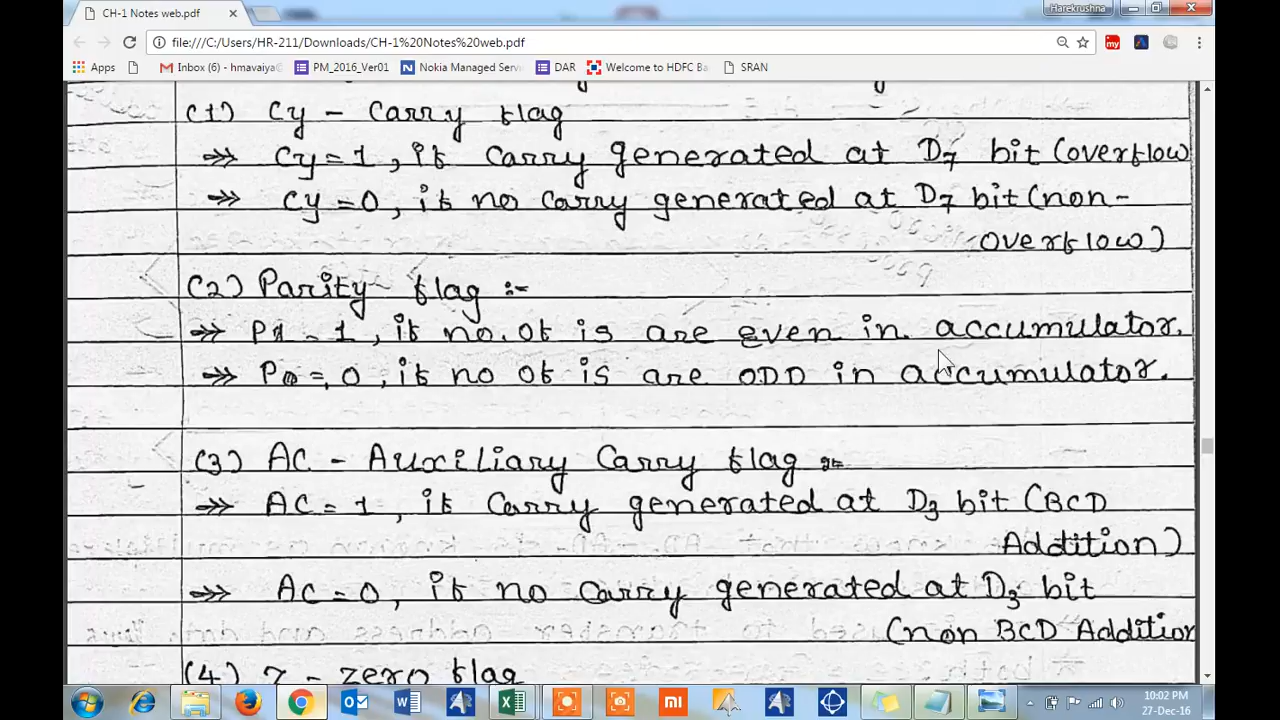 CH-1 Notes web.pdf
Harekrushna
file:///C:/Users/HR-211/Downloads/CH-1%20Notes%20web.pdf
Apps
Inbox (6) - hmavaiya
PM_2016_Ver01
Nokia Managed Serv
DAR
Welcome to HDFC Ba
SRAN
(1) Cy - Carry flag
Cy = 1, if carry generated at D7 bit (overflow
Cy = 0, if no carry generated at D7 bit (non-
overflow)
(2) Parity flag :-
P1 = 1, if no. of 1s are even in accumulator.
P0 = 0, if no of 1s are ODD in accumulator.
(3) AC - Auxiliary Carry flag :-
AC = 1, if Carry generated at D3 bit (BCD
Addition)
AC = 0, if no carry generated at D3 bit
(non BCD Addition
(4) Z - zero flag
10:02 PM
27-Dec-16